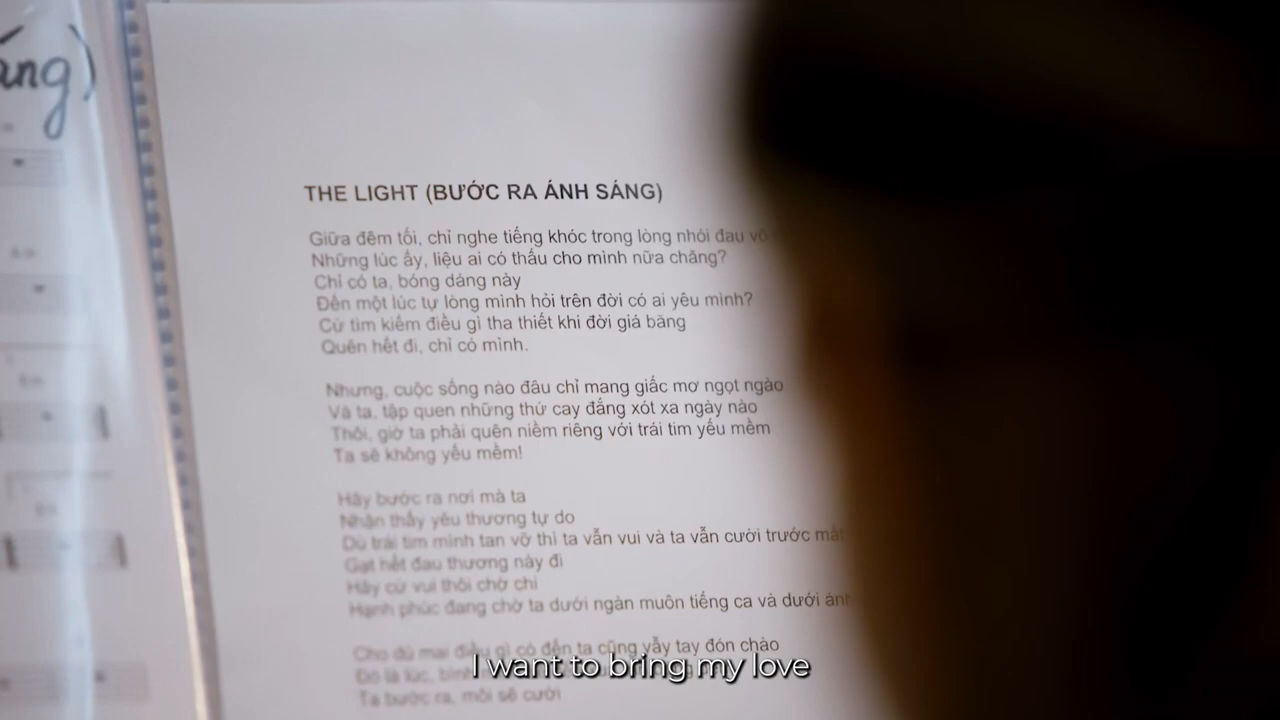 áng)
THE LIGHT (BƯỚC RA ÁNH SÁNG)
Giữa đêm tối, chỉ nghe tiếng khóc trong lòng nhói đau
Những lúc ấy, liệu ai có thấu cho mình nữa chăng?
Chỉ có ta, bóng dáng này
Đến một lúc tự lòng mình hỏi trên đời có ai yêu mình?
Cứ tìm kiếm điều gì tha thiết khi đời giá băng
Quên hết đi, chỉ có mình.
Nhưng, cuộc sống nào đâu chỉ mang giấc mơ ngọt ngào
Và ta, tập quen những thứ cay đắng xót xa ngày nào
Thôi, giờ ta phải quên niềm riêng với trái tim yếu mềm
Ta sẽ không yếu mềm!
Hãy bước ra nơi mà ta
Nhận thấy yêu thương tự do
Dù trái tim mình tan vỡ thì ta vẫn vui và ta vẫn cười trước
Gạt hết đau thương này đi
Hãy cứ vui thôi chờ chi
Hạnh phúc đang chờ ta dưới ngàn muôn tiếng ca và dưới
Cho dù mai điều gì có đến ta cũng vẫy tay đón chào
Đó là lúc,
Ta bước ra, môi sẽ cười
I want to bring my love